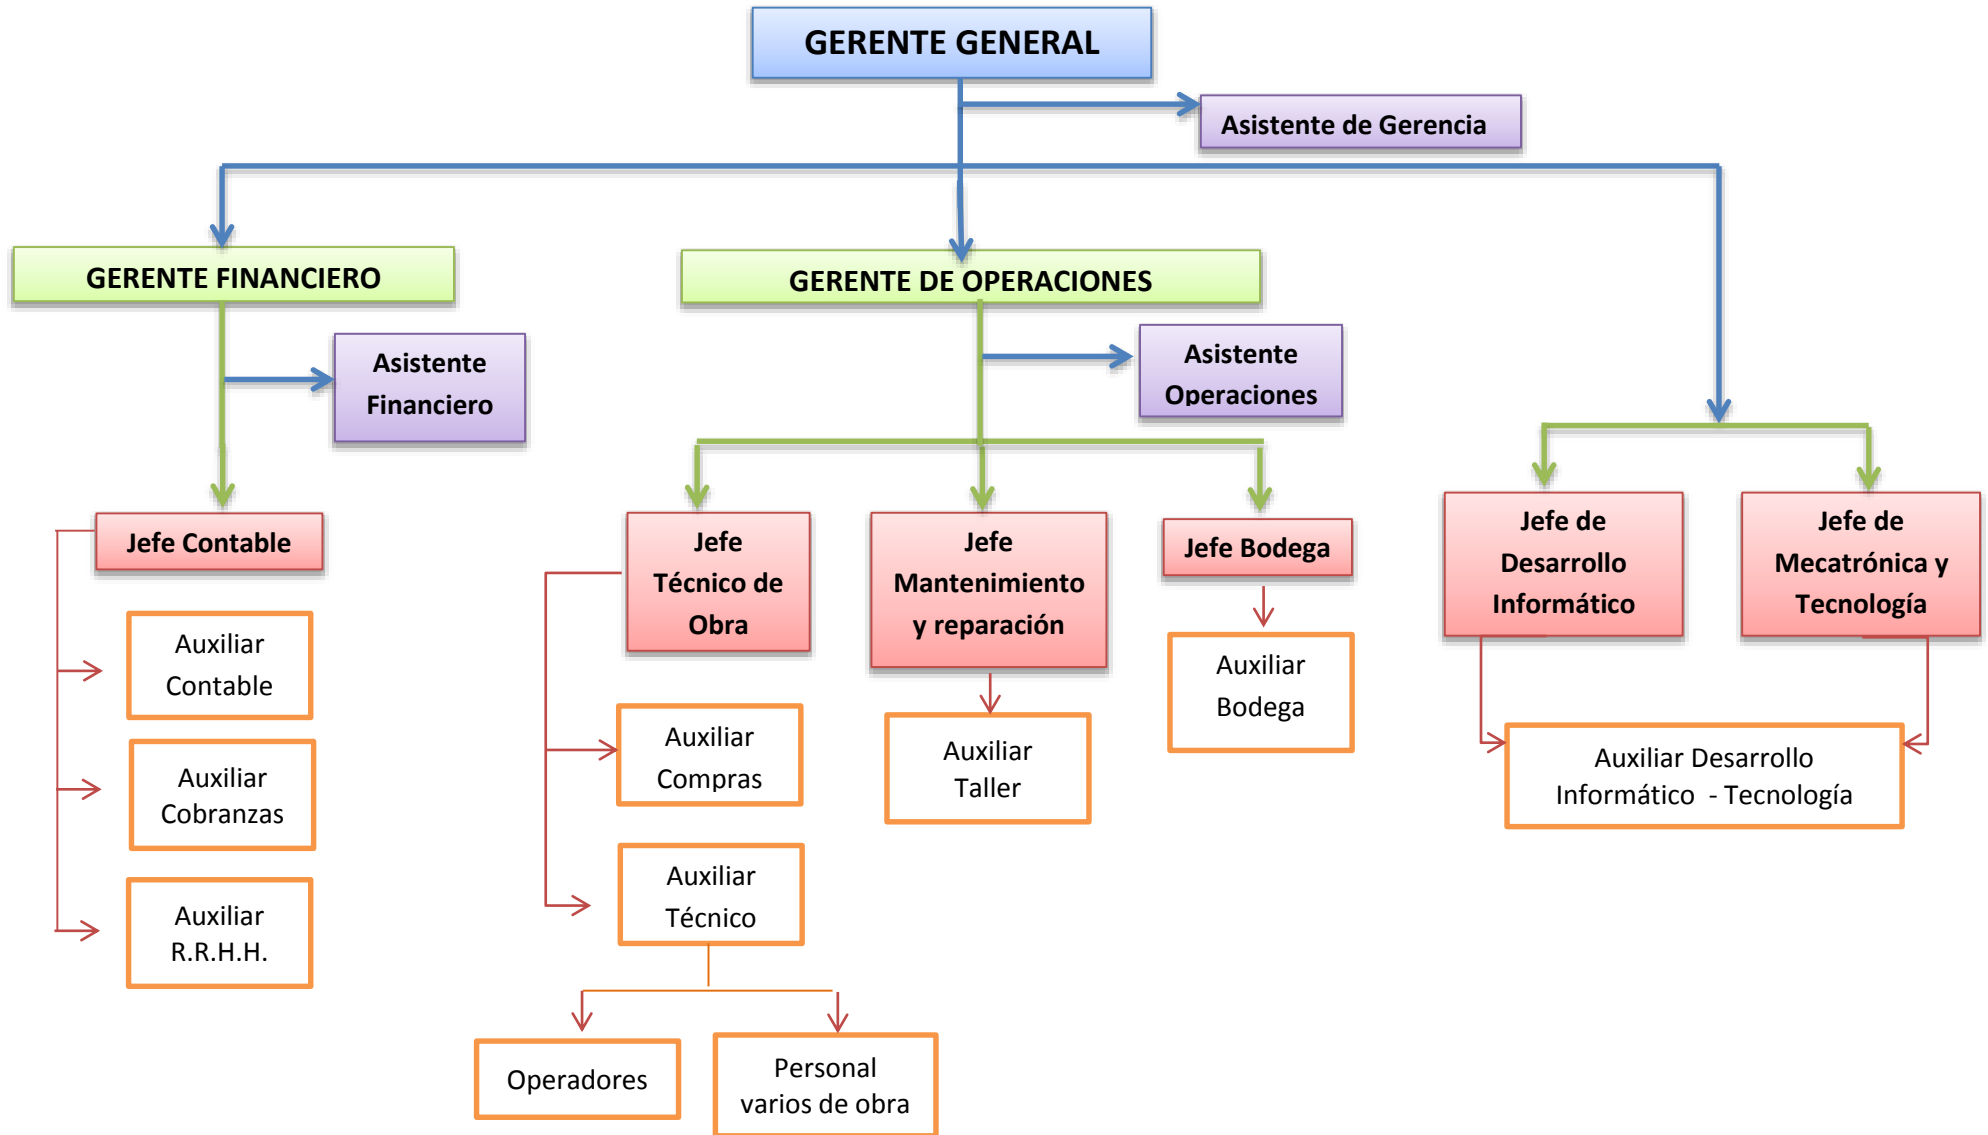 GERENTE GENERAL
Asistente de Gerencia
GERENTE FINANCIERO
GERENTE DE OPERACIONES
Asistente
Financiero
Asistente
Operaciones
Jefe Contable
Jefe
Técnico de
Obra
Jefe
Mantenimiento
y reparación
Jefe Bodega
Jefe de
Desarrollo
Informático
Jefe de
Mecatrónica y
Tecnología
Auxiliar
Contable
Auxiliar
Cobranzas
Auxiliar
R.R.H.H.
Auxiliar
Compras
Auxiliar
Técnico
Auxiliar
Taller
Auxiliar
Bodega
Auxiliar Desarrollo
Informático - Tecnología
Operadores
Personal
varios de obra